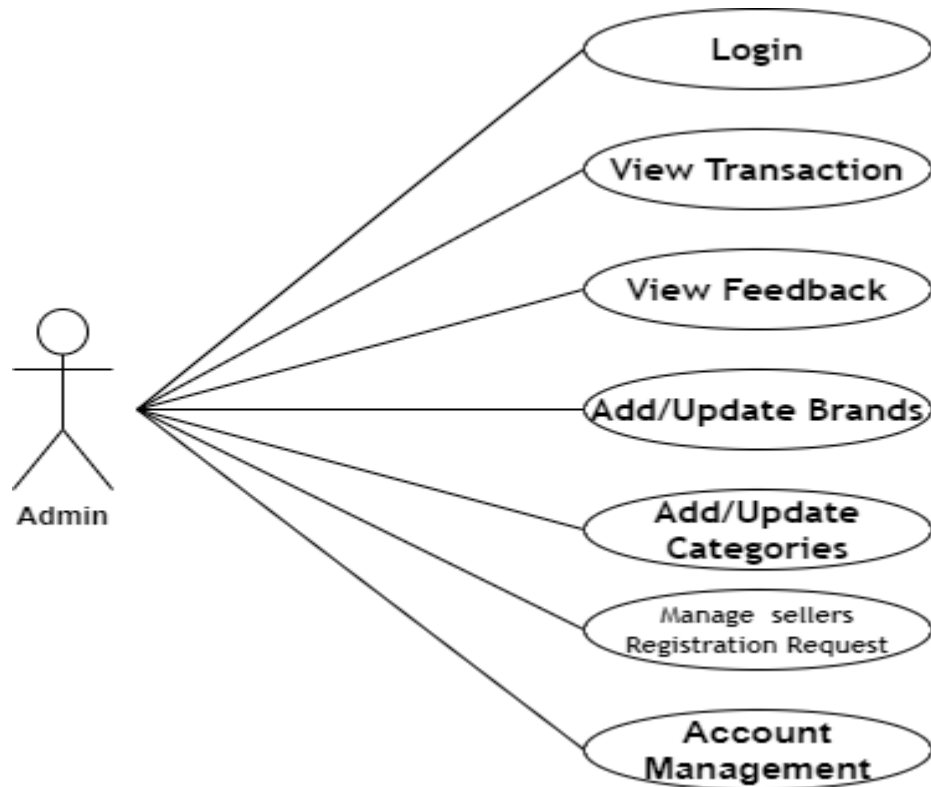 Login
View Transaction
View Feedback
Add/Update Brands
Admin
Add/Update
Categories
Manage sellers
Registration Request
Account
Management